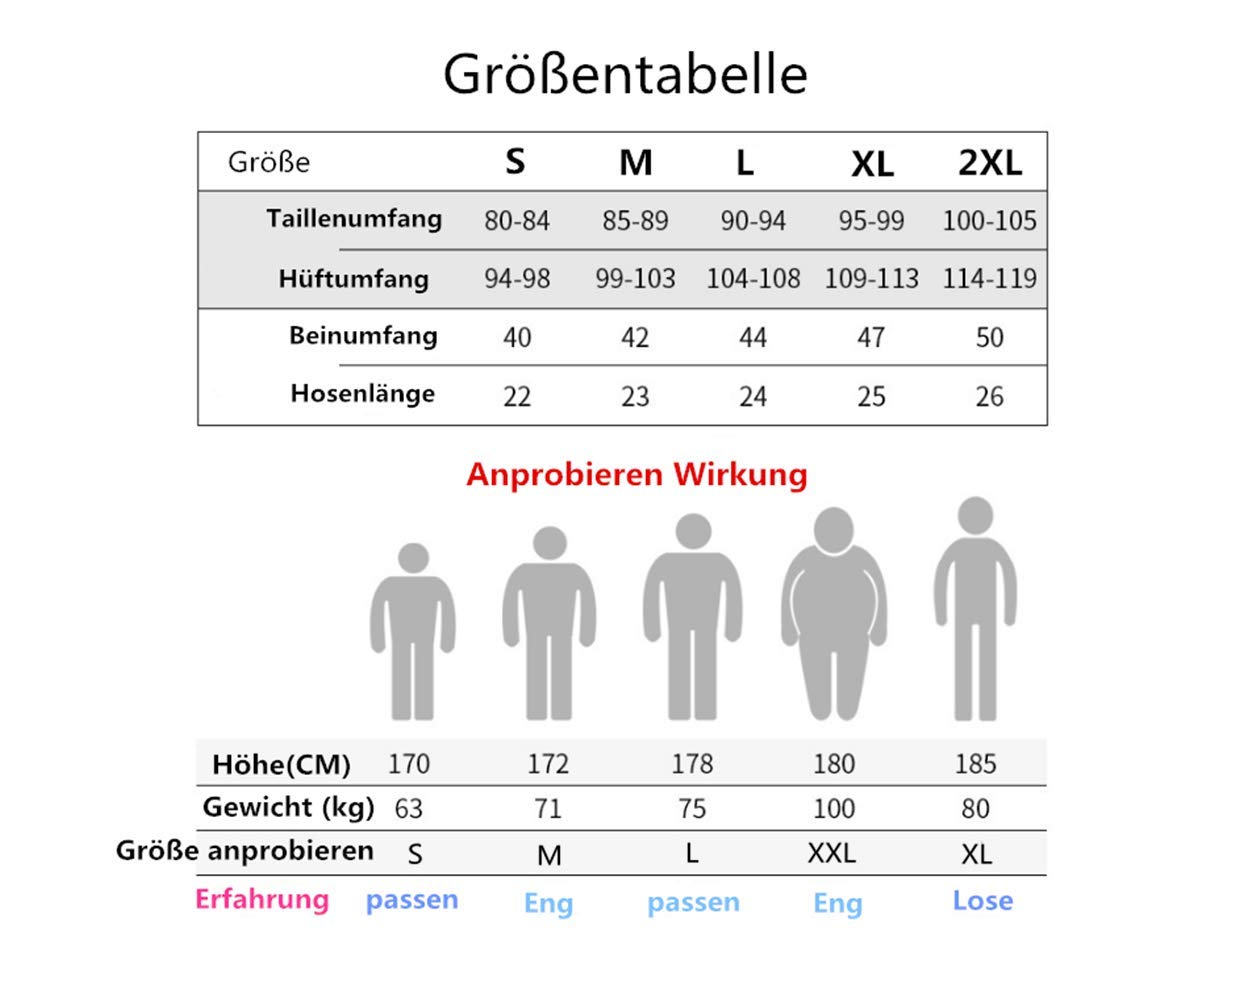 Größentabelle
Größe S M L XL 2XL
Taillenumfang 80-84 85-89 90-94 95-99 100-105
Hüftumfang 94-98 99-103 104-108 109-113 114-119
Beinumfang 40 42 44 47 50
Hosenlänge 22 23 24 25 26
Anprobieren Wirkung
Höhe(CM) 170 172 178 180 185
Gewicht (kg) 63 71 75 100 80
Größe anprobieren S M L XXL XL
Erfahrung passen Eng passen Eng Lose